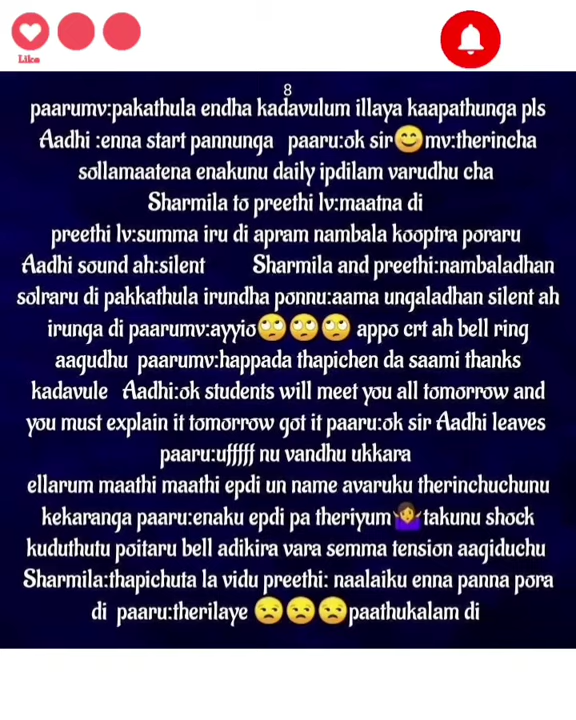 Like
8
paarumv:pakathula endha kadavulum illaya kaapathunga pls
Aadhi :enna start pannunga paaru:ok sir😊mv:therincha
sollamaatena enakunu daily ipdilam varudhu cha
Sharmila to preethi lv:maatna di
preethi lv:summa iru di apram nambala kooptra poraru
Aadhi sound ah:silent Sharmila and preethi:nambaladhan
solraru di pakkathula irundha ponnu:aama ungaladhan silent ah
irunga di paarumv:ayyio🙄🙄🙄 appo crt ah bell ring
aagudhu paarumv:happada thapichen da saami thanks
kadavule Aadhi:ok students will meet you all tomorrow and
you must explain it tomorrow got it paaru:ok sir Aadhi leaves
paaru:ufffff nu vandhu ukkara
ellarum maathi maathi epdi un name avaruku therinchuchunu
kekaranga paaru:enaku epdi pa theriyum🤷‍♀️takunu shock
kuduthutu poitaru bell adikira vara semma tension aagiduchu
Sharmila:thapichuta la vidu preethi: naalaiku enna panna pora
di paaru:therilaye 😒😒😒paathukalam di